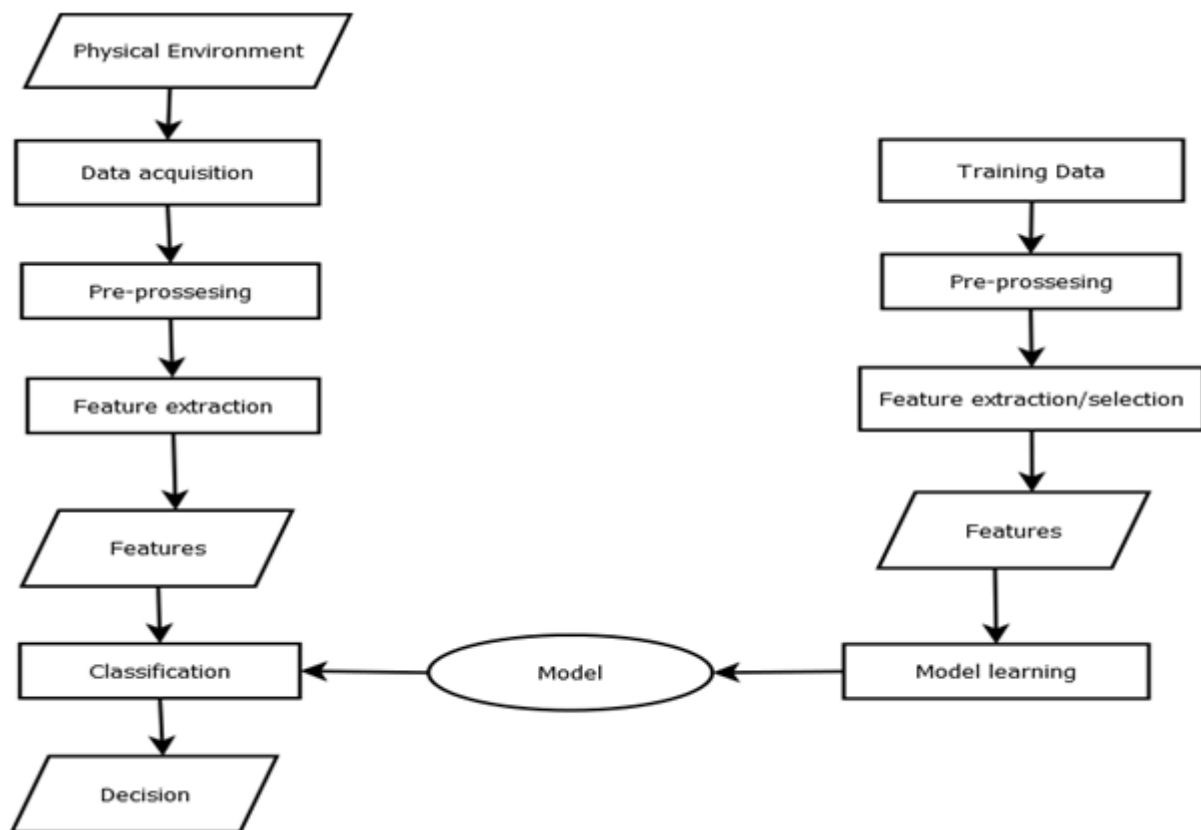 Physical Environment
Data acquisition
Pre-prossesing
Feature extraction
Features
Classification
Decision
Training Data
Pre-prossesing
Feature extraction/selection
Features
Model learning
Model